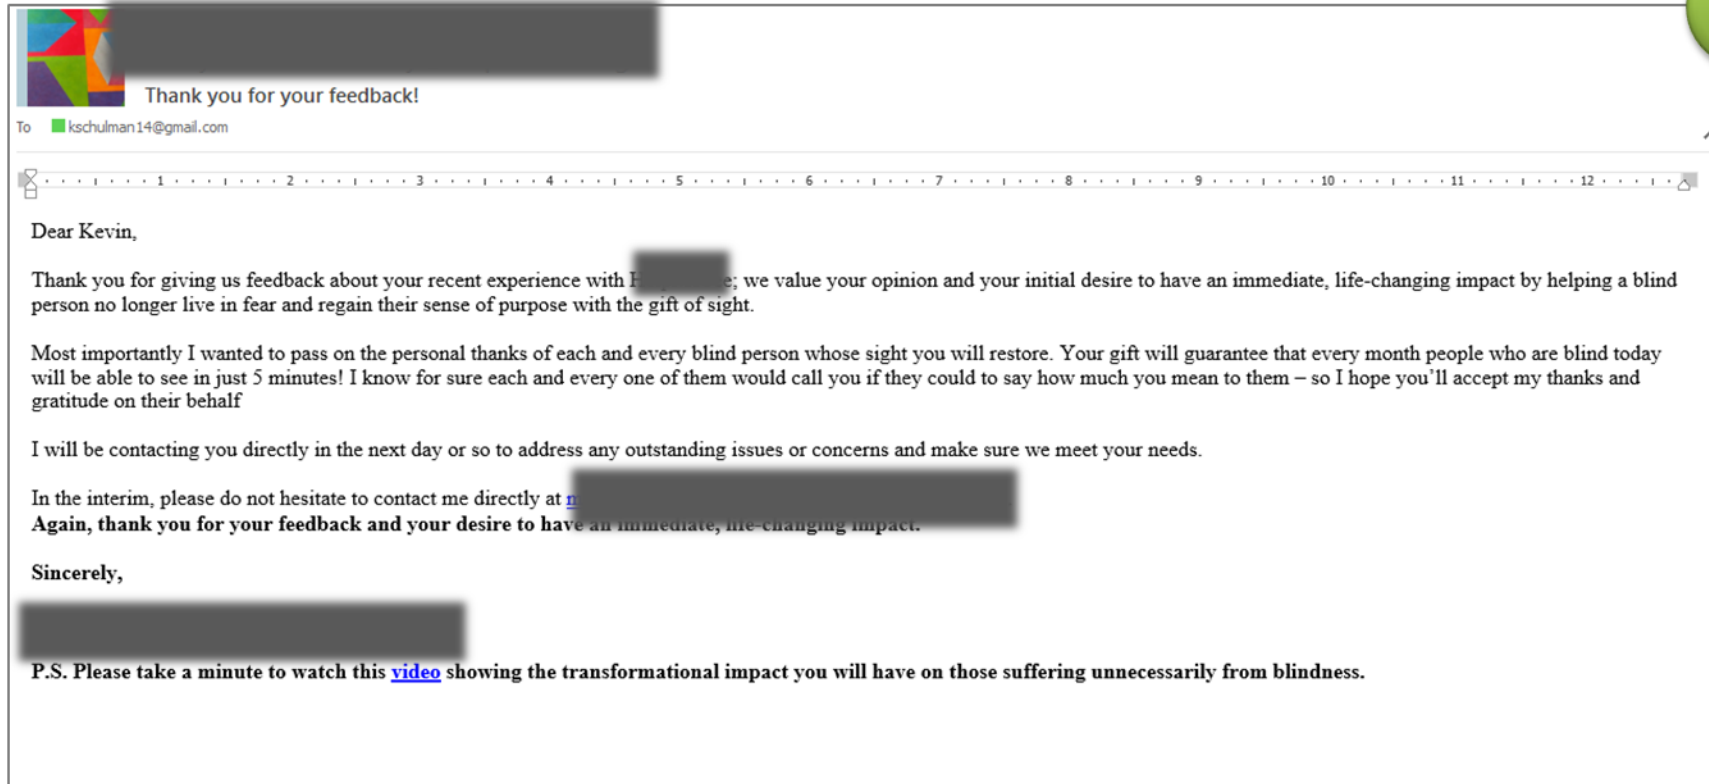 Thank you for your feedback!
To kschulman14@gmail.com
1 2 3 4 5 6 7 8 9 10 11 12
Dear Kevin,
Thank you for giving us feedback about your recent experience with ; we value your opinion and your initial desire to have an immediate, life-changing impact by helping a blind
person no longer live in fear and regain their sense of purpose with the gift of sight.
Most importantly I wanted to pass on the personal thanks of each and every blind person whose sight you will restore. Your gift will guarantee that every month people who are blind today
will be able to see in just 5 minutes! I know for sure each and every one of them would call you if they could to say how much you mean to them – so I hope you’ll accept my thanks and
gratitude on their behalf
I will be contacting you directly in the next day or so to address any outstanding issues or concerns and make sure we meet your needs.
In the interim, please do not hesitate to contact me directly at
Again, thank you for your feedback and your desire to have an immediate, life-changing impact.
Sincerely,
P.S. Please take a minute to watch this video showing the transformational impact you will have on those suffering unnecessarily from blindness.